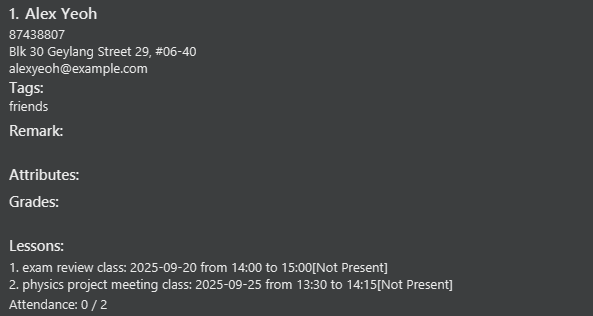 1. Alex Yeoh
87438807
Blk 30 Geylang Street 29, #06-40
alexyeoh@example.com
Tags:
friends
Remark:
Attributes:
Grades:
Lessons:
1. exam review class: 2025-09-20 from 14:00 to 15:00[Not Present]
2. physics project meeting class: 2025-09-25 from 13:30 to 14:15[Not Present]
Attendance: 0 / 2